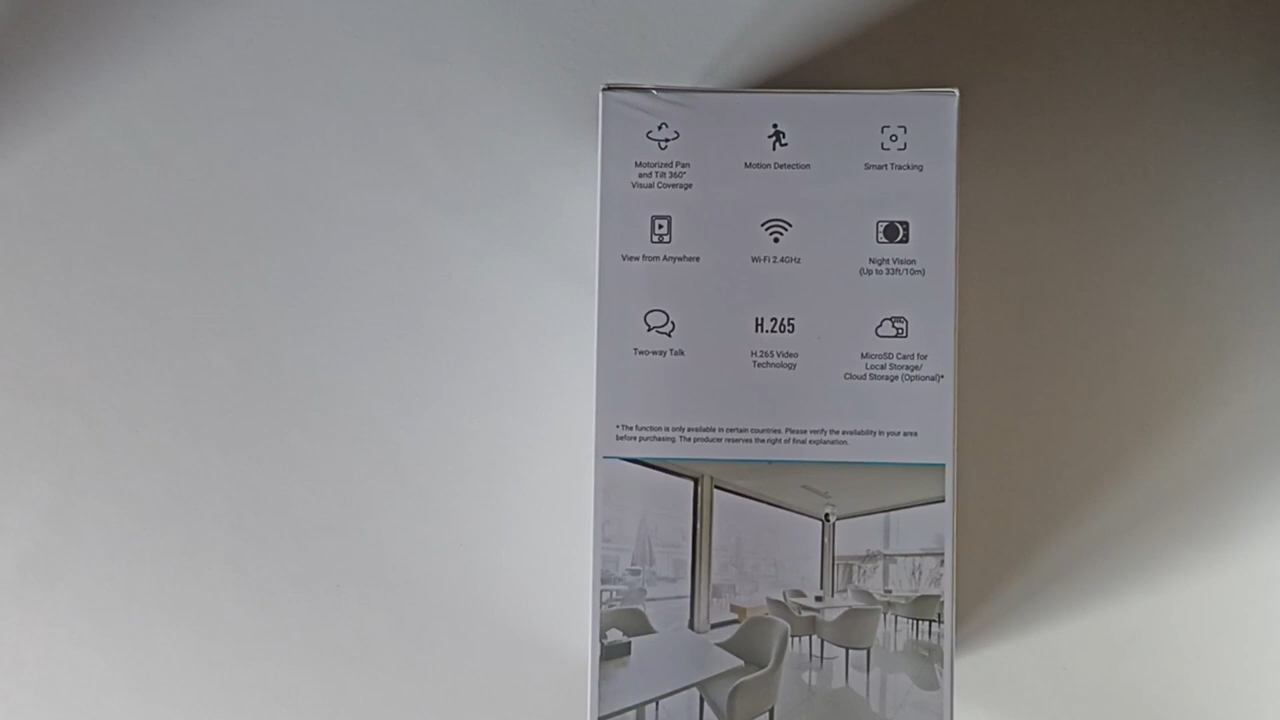 Motorized Pan
and Tilt 360°
Visual Coverage
Motion Detection
Smart Tracking
View from Anywhere
Wi-Fi 2.4GHz
Night Vision
(Up to 33ft/10m)
Two-way Talk
H.265
H.265 Video
Technology
MicroSD Card for
Local Storage/
Cloud Storage (Optional)*
* The function is only available in certain countries. Please verify the availability in your area
before purchasing. The producer reserves the right of final explanation.